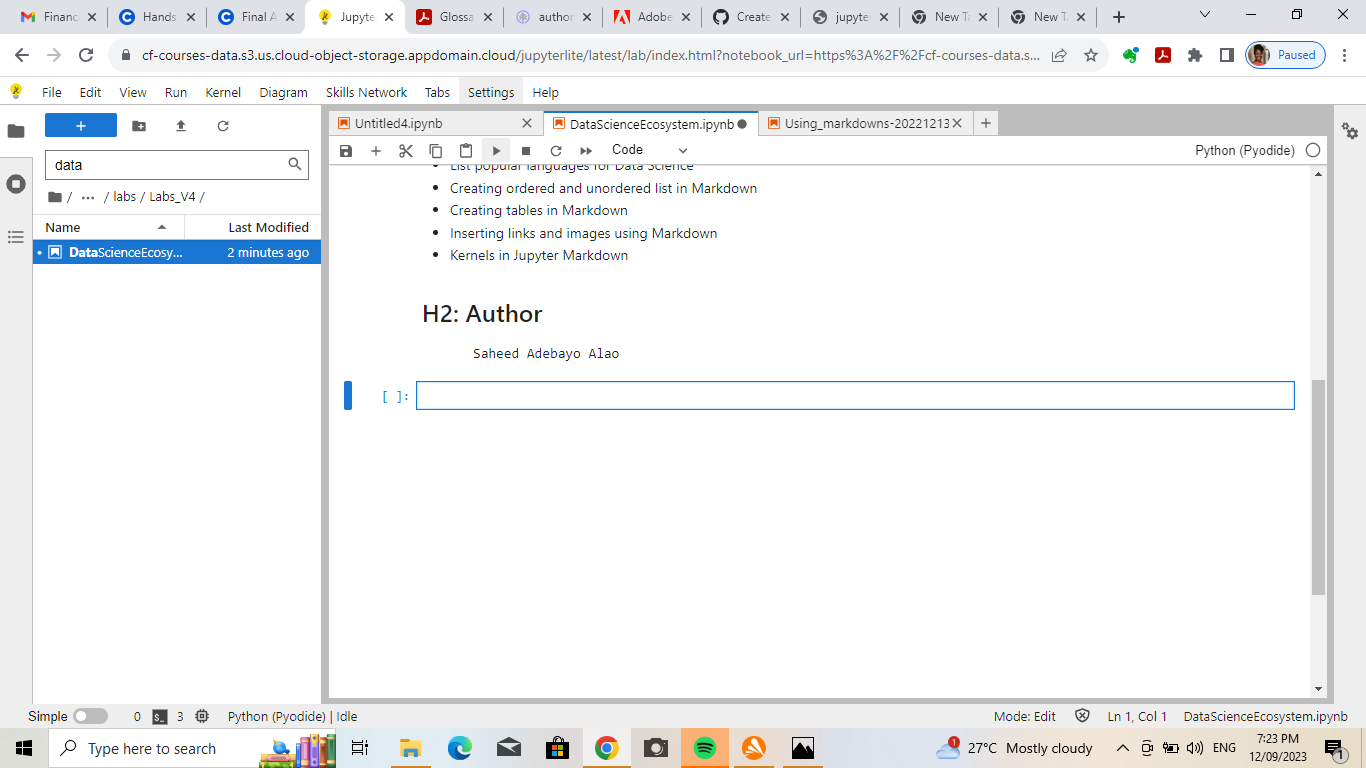 Financ
Hands
Final A
Jupyte
Glossa
author
Adobe
Create
jupyter
New Ta
New Ta
cf-courses-data.s3.us.cloud-object-storage.appdomain.cloud/jupyterlite/latest/lab/index.html?notebook_url=https%3A%2F%2Fcf-courses-data.s...
Paused
File Edit View Run Kernel Diagram Skills Network Tabs Settings Help
Untitled4.ipynb
DataScienceEcosystem.ipynb
Using_markdowns-20221213
data
Code
Python (Pyodide)
/ ... / labs / Labs_V4 /
Name
Last Modified
DataScienceEcosy...
2 minutes ago
List popular languages for Data Science
Creating ordered and unordered list in Markdown
Creating tables in Markdown
Inserting links and images using Markdown
Kernels in Jupyter Markdown
H2: Author
Saheed Adebayo Alao
[ ]:
Simple
0
3
Python (Pyodide) | Idle
Mode: Edit
Ln 1, Col 1
DataScienceEcosystem.ipynb
Type here to search
1
27°C Mostly cloudy
ENG
7:23 PM
12/09/2023
1